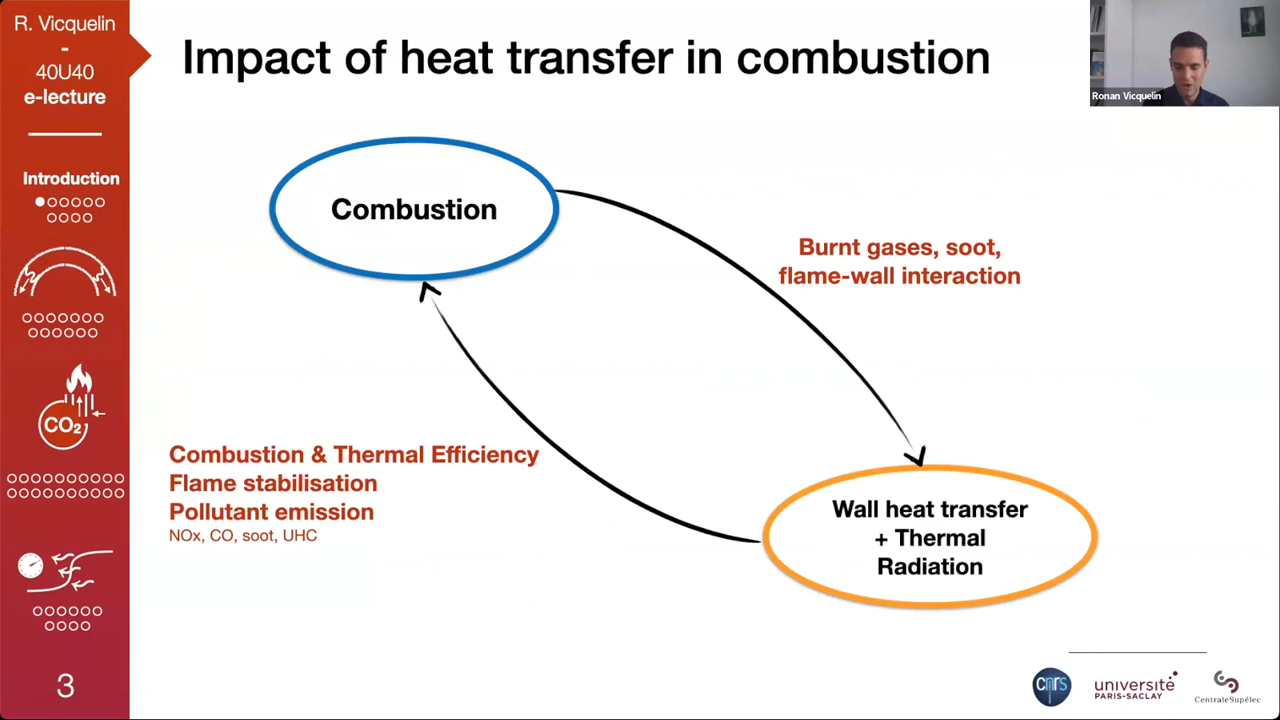 R. Vicquelin
-
40U40
e-lecture
Introduction
CO2
3
Impact of heat transfer in combustion
Ronan Vicquelin
Combustion
Burnt gases, soot,
flame-wall interaction
Combustion & Thermal Efficiency
Flame stabilisation
Pollutant emission
NOx, CO, soot, UHC
Wall heat transfer
+ Thermal
Radiation
cnrs
université
PARIS-SACLAY
CentraleSupélec